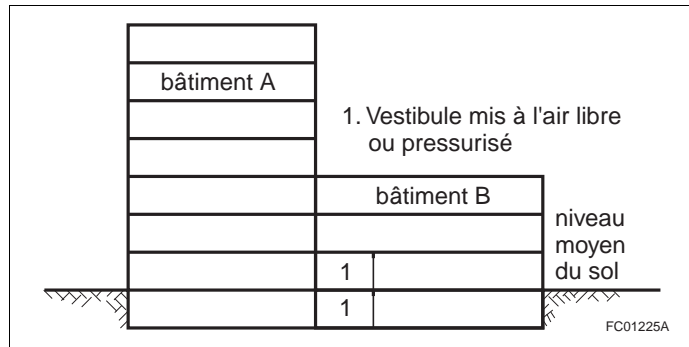 bâtiment A
1. Vestibule mis à l'air libre
ou pressurisé
bâtiment B
niveau
moyen
du sol
1
1
FC01225A